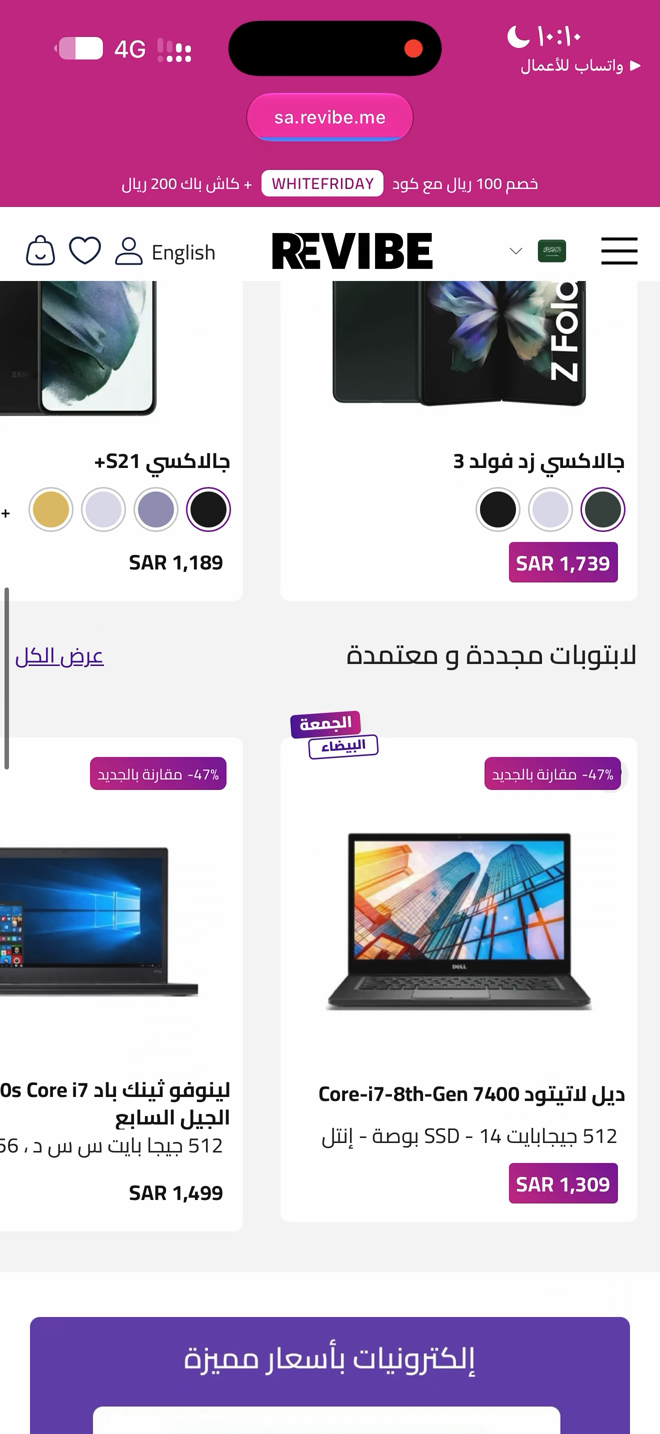 ١٠:١٠
4G
واتساب للأعمال ◀
sa.revibe.me
خصم 100 ريال مع كود WHITEFRIDAY + كاش باك 200 ريال
REVIBE
English
Z Fold
جالاكسي زد فولد 3
SAR 1,739
جالاكسي S21+
+
SAR 1,189
لابتوبات مجددة و معتمدة
عرض الكل
الجمعة
البيضاء
-47% مقارنة بالجديد
DELL
ديل لاتيتود 7400 Core-i7-8th-Gen
512 جيجابايت SSD - 14 بوصة - إنتل
SAR 1,309
-47% مقارنة بالجديد
لينوفو ثينك باد 0s Core i7
الجيل السابع
512 جيجا بايت س س د ، 56
SAR 1,499
إلكترونيات بأسعار مميزة